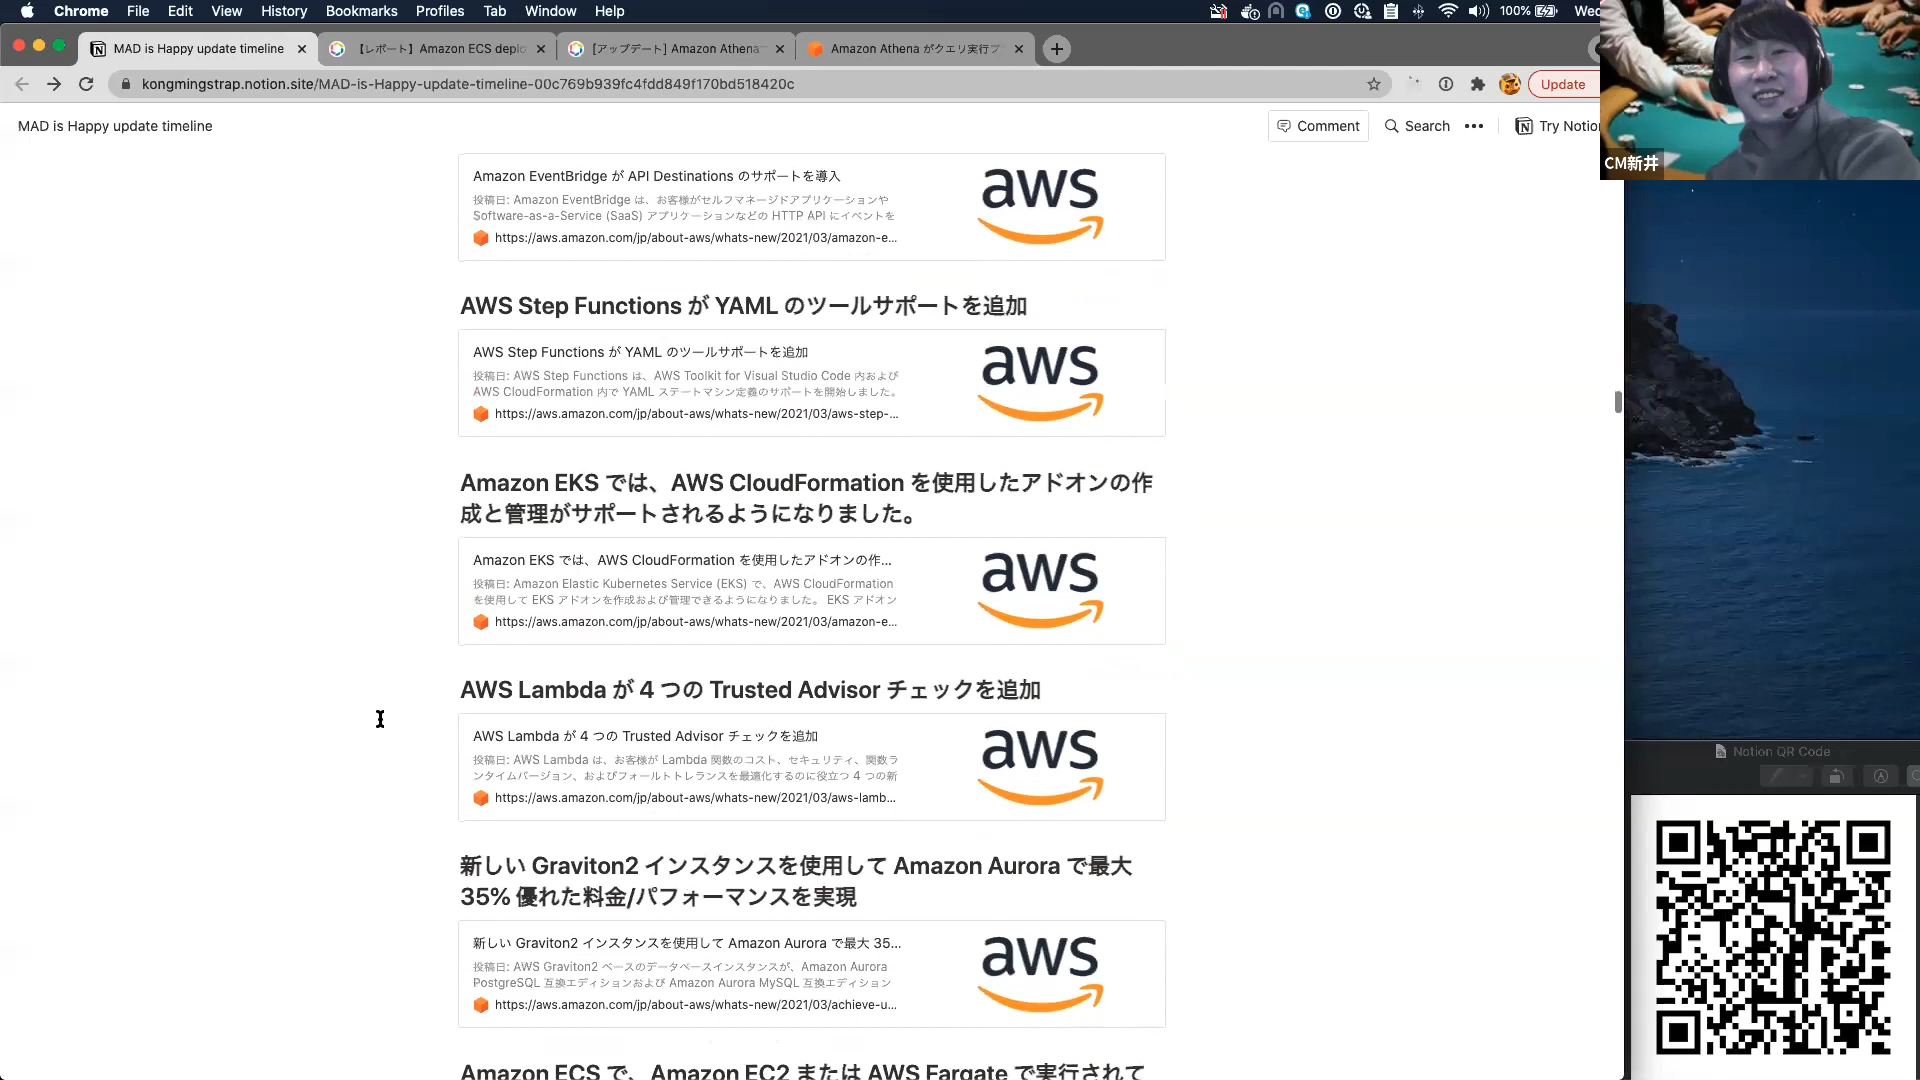 Chrome File Edit View History Bookmarks Profiles Tab Window Help 100% Wed
MAD is Happy update timeline
【レポート】Amazon ECS deplo
[アップデート] Amazon Athena
Amazon Athena がクエリ実行プ
kongmingstrap.notion.site/MAD-is-Happy-update-timeline-00c769b939fc4fdd849f170bd518420c
Update
MAD is Happy update timeline
Comment Search ••• Try Notion
CM新井
Amazon EventBridge が API Destinations のサポートを導入
投稿日: Amazon EventBridge は、お客様がセルフマネージドアプリケーションや
Software-as-a-Service (SaaS) アプリケーションなどの HTTP API にイベントを
https://aws.amazon.com/jp/about-aws/whats-new/2021/03/amazon-e...
aws
AWS Step Functions が YAML のツールサポートを追加
AWS Step Functions が YAML のツールサポートを追加
投稿日: AWS Step Functions は、AWS Toolkit for Visual Studio Code 内および
AWS CloudFormation 内で YAML ステートマシン定義のサポートを開始しました。
https://aws.amazon.com/jp/about-aws/whats-new/2021/03/aws-step-...
aws
Amazon EKS では、AWS CloudFormation を使用したアドオンの作
成と管理がサポートされるようになりました。
Amazon EKS では、AWS CloudFormation を使用したアドオンの作...
投稿日: Amazon Elastic Kubernetes Service (EKS) で、AWS CloudFormation
を使用して EKS アドオンを作成および管理できるようになりました。 EKS アドオン
https://aws.amazon.com/jp/about-aws/whats-new/2021/03/amazon-e...
aws
AWS Lambda が 4 つの Trusted Advisor チェックを追加
AWS Lambda が 4 つの Trusted Advisor チェックを追加
投稿日: AWS Lambda は、お客様が Lambda 関数のコスト、セキュリティ、関数ラ
ンタイムバージョン、およびフォールトトレランスを最適化するのに役立つ 4 つの新
https://aws.amazon.com/jp/about-aws/whats-new/2021/03/aws-lamb...
aws
新しい Graviton2 インスタンスを使用して Amazon Aurora で最大
35% 優れた料金/パフォーマンスを実現
新しい Graviton2 インスタンスを使用して Amazon Aurora で最大 35...
投稿日: AWS Graviton2 ベースのデータベースインスタンスが、Amazon Aurora
PostgreSQL 互換エディションおよび Amazon Aurora MySQL 互換エディション
https://aws.amazon.com/jp/about-aws/whats-new/2021/03/achieve-u...
aws
Amazon ECS で、Amazon EC2 または AWS Fargate で実行されて
Notion QR Code